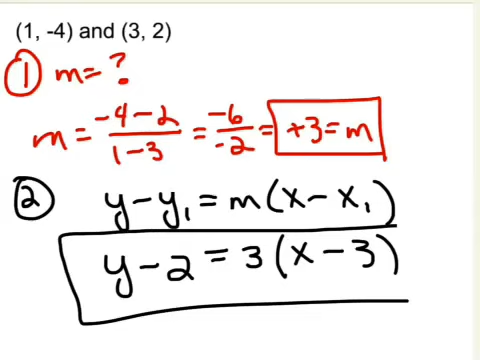 (1, -4) and (3, 2)
① m = ?
m = (-4 - 2)/(1 - 3) = -6/-2 = +3 = m
② y - y₁ = m(x - x₁)
y - 2 = 3(x - 3)